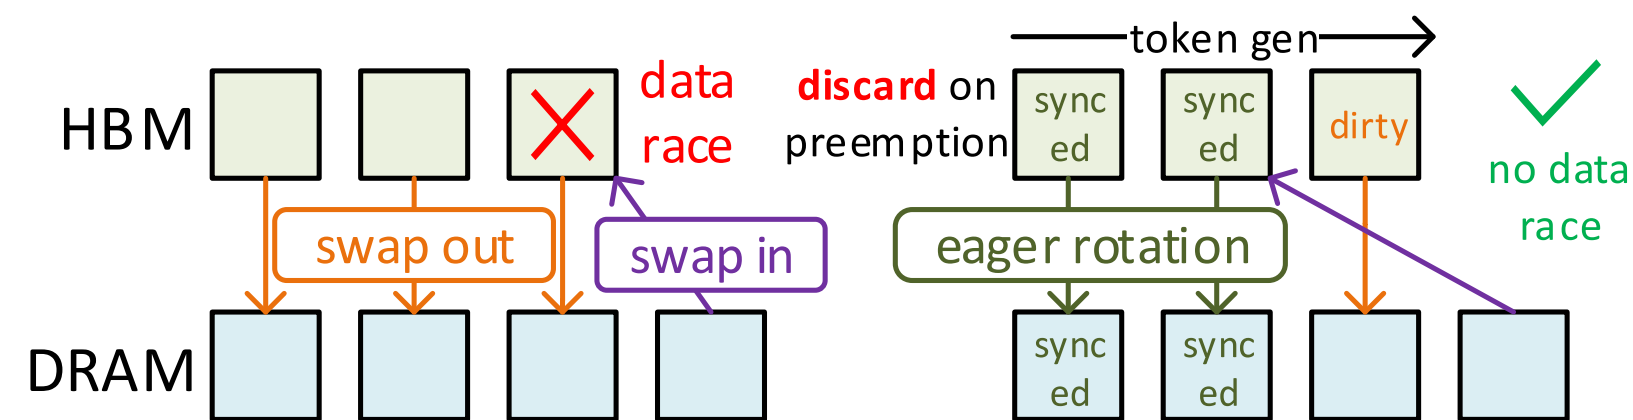 HBM
data
race
swap out
swap in
DRAM
token gen
discard on
preemption
sync
ed
sync
ed
dirty
no data
race
eager rotation
sync
ed
sync
ed